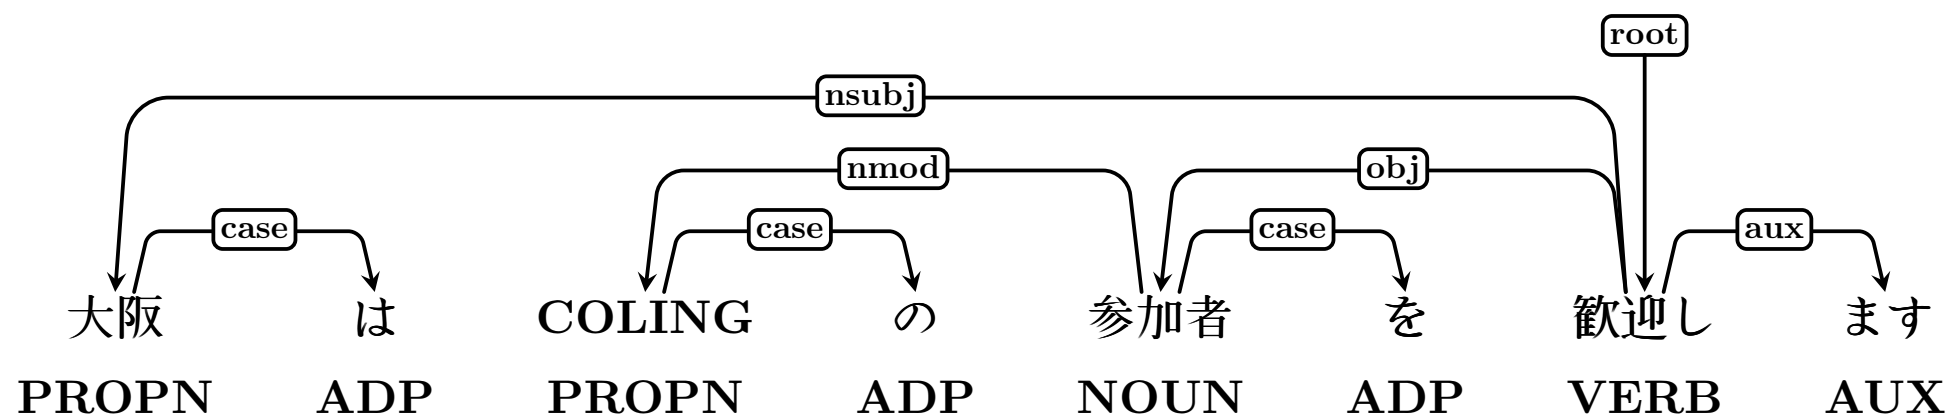 root
nsubj
nmod obj
case case case aux
大阪 は COLING の 参加者 を 歓迎し ます
PROPN ADP PROPN ADP NOUN ADP VERB AUX